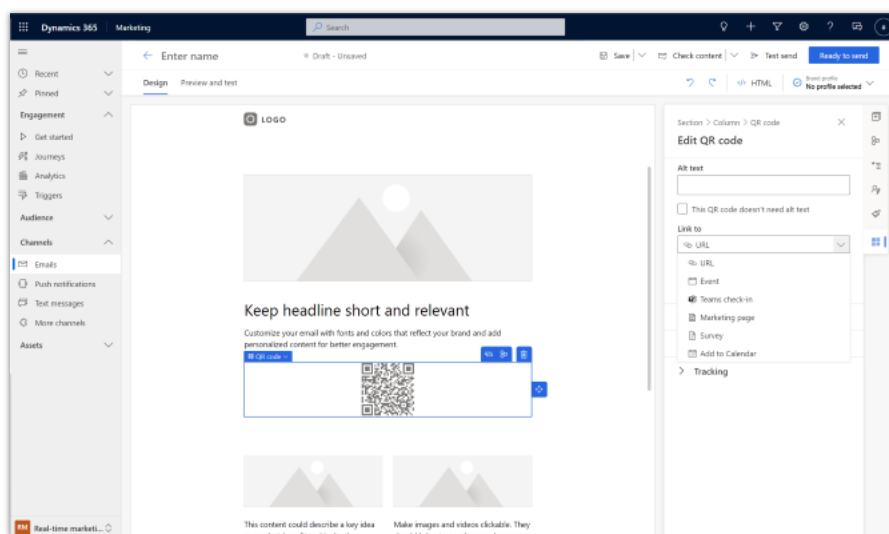 Dynamics 365 Marketing Search
Enter name Draft - Unsaved Save Check content Test send Ready to send
Design Preview and test HTML Brand profile
No profile selected
Recent
Pinned
Engagement
Get started
Journeys
Analytics
Triggers
Audience
Channels
Emails
Push notifications
Text messages
More channels
Assets
RM Real-time marketi...
LOGO
Keep headline short and relevant
Customize your email with fonts and colors that reflect your brand and add
personalized content for better engagement.
QR code
This content could describe a key idea
Make images and videos clickable. They
Section > Column > QR code
Edit QR code
Alt text
This QR code doesn't need alt text
Link to
URL
URL
Event
Teams check-in
Marketing page
Survey
Add to Calendar
Tracking